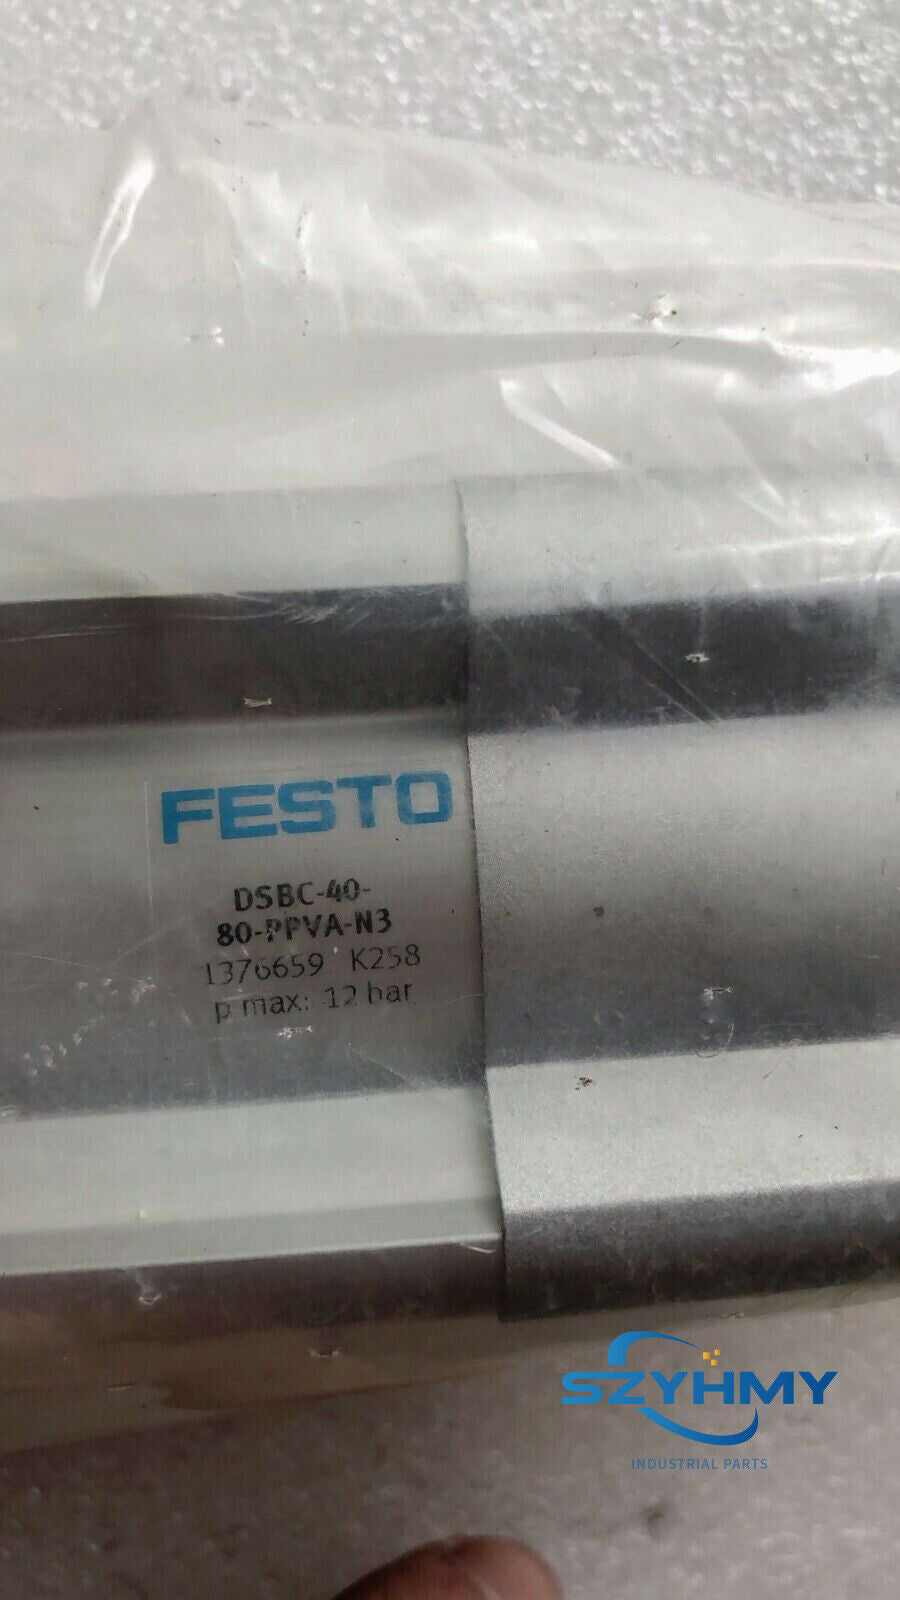 FESTO
DSBC-40-
80-PPVA-N3
1376659 K258
p max: 12 bar
SZYHMY
INDUSTRIAL PARTS